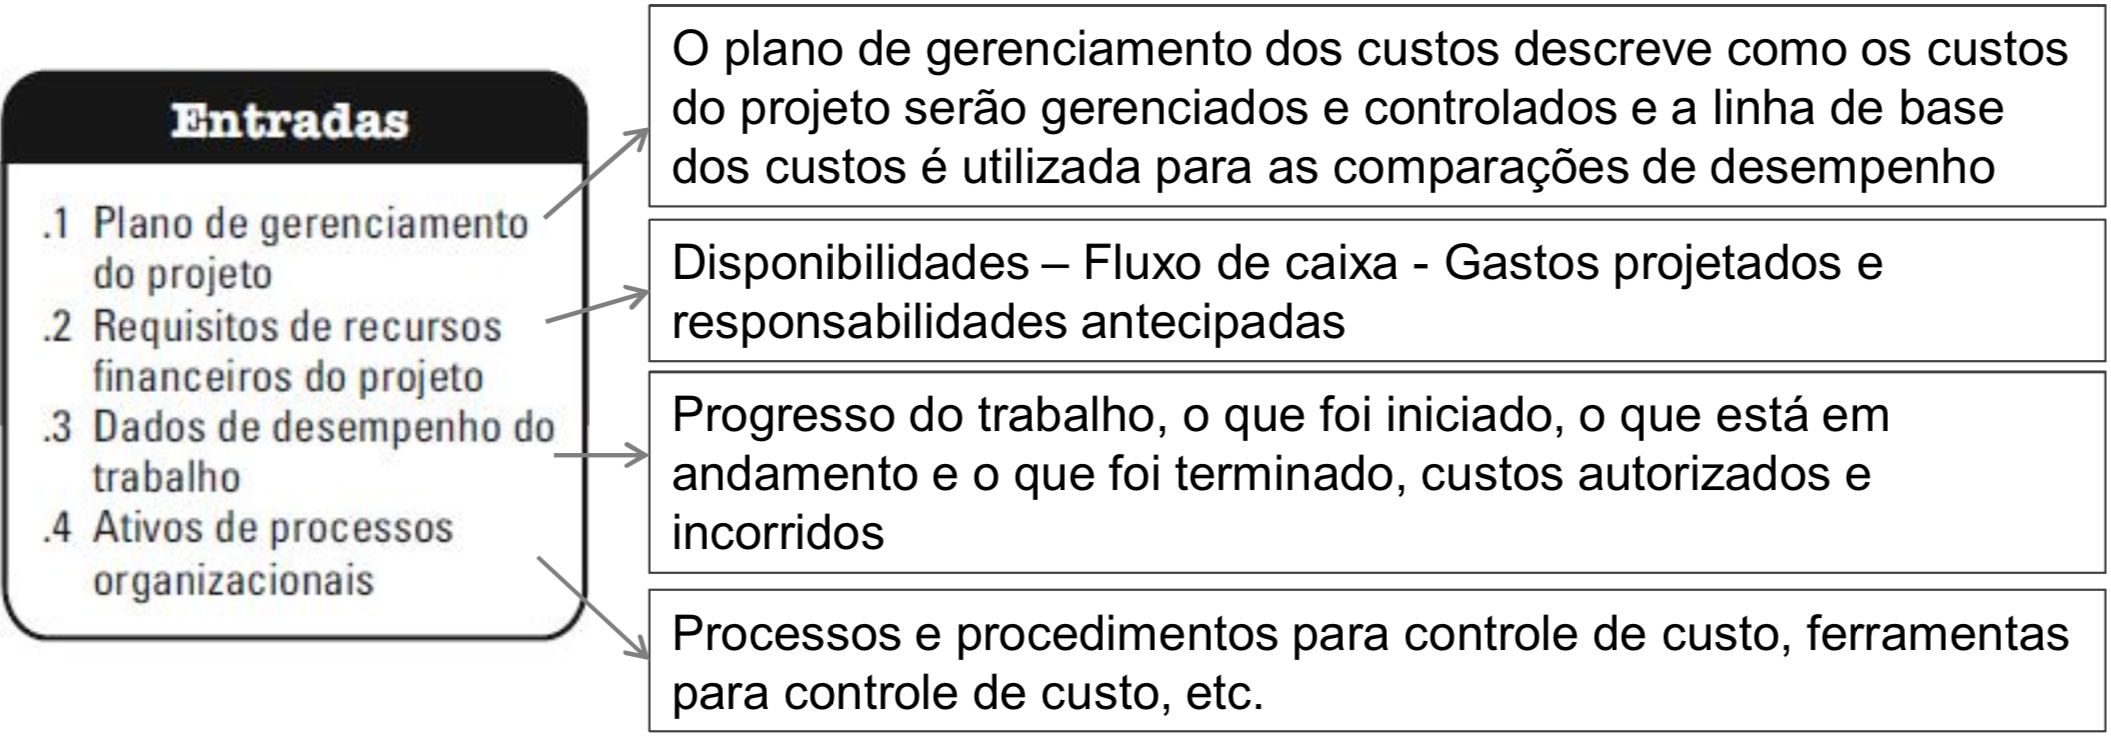 Entradas
.1 Plano de gerenciamento
do projeto
.2 Requisitos de recursos
financeiros do projeto
.3 Dados de desempenho do
trabalho
.4 Ativos de processos
organizacionais
O plano de gerenciamento dos custos descreve como os custos
do projeto serão gerenciados e controlados e a linha de base
dos custos é utilizada para as comparações de desempenho
Disponibilidades – Fluxo de caixa - Gastos projetados e
responsabilidades antecipadas
Progresso do trabalho, o que foi iniciado, o que está em
andamento e o que foi terminado, custos autorizados e
incorridos
Processos e procedimentos para controle de custo, ferramentas
para controle de custo, etc.